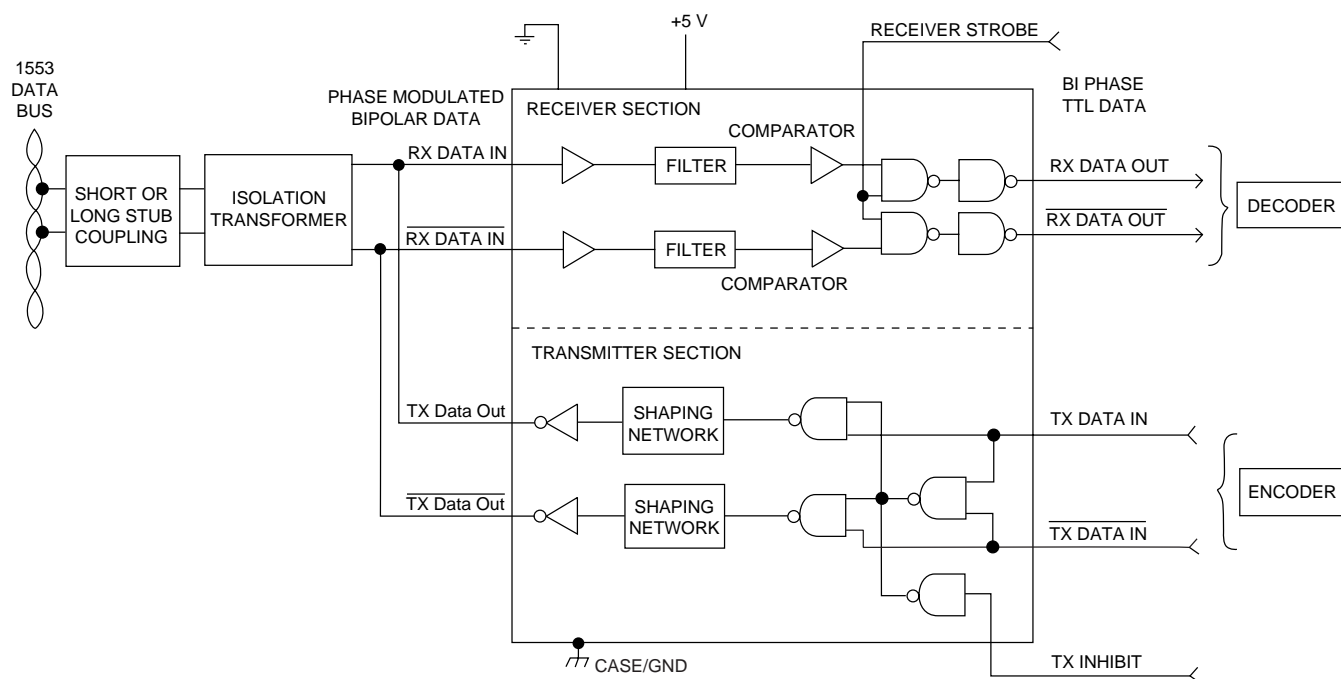 +5 V
RECEIVER STROBE
1553
DATA
BUS
PHASE MODULATED
BIPOLAR DATA
RECEIVER SECTION
BI PHASE
TTL DATA
COMPARATOR
RX DATA IN
FILTER
RX DATA OUT
SHORT OR
LONG STUB
COUPLING
ISOLATION
TRANSFORMER
DECODER
RX DATA IN
FILTER
RX DATA OUT
COMPARATOR
TRANSMITTER SECTION
TX Data Out
SHAPING
NETWORK
TX DATA IN
TX Data Out
SHAPING
NETWORK
ENCODER
TX DATA IN
CASE/GND
TX INHIBIT